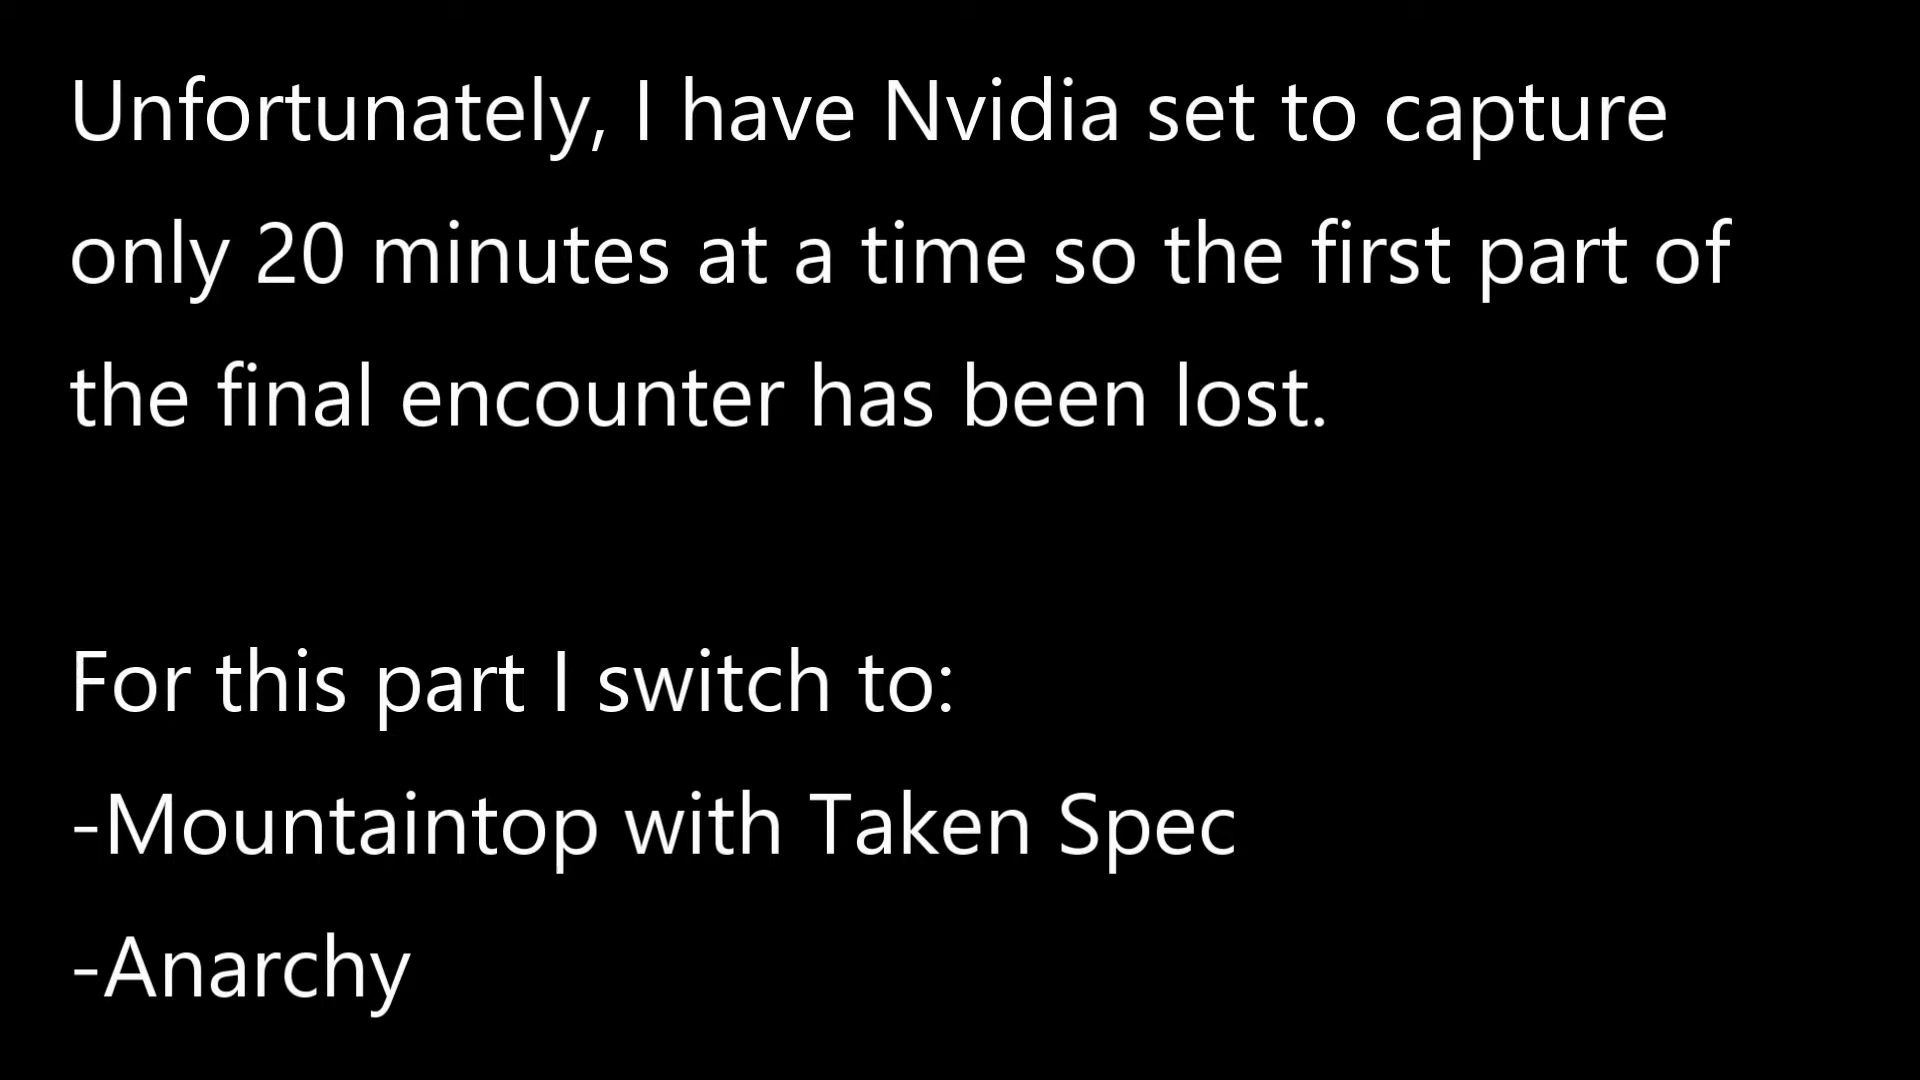 Unfortunately, I have Nvidia set to capture
only 20 minutes at a time so the first part of
the final encounter has been lost.
For this part I switch to:
-Mountaintop with Taken Spec
-Anarchy